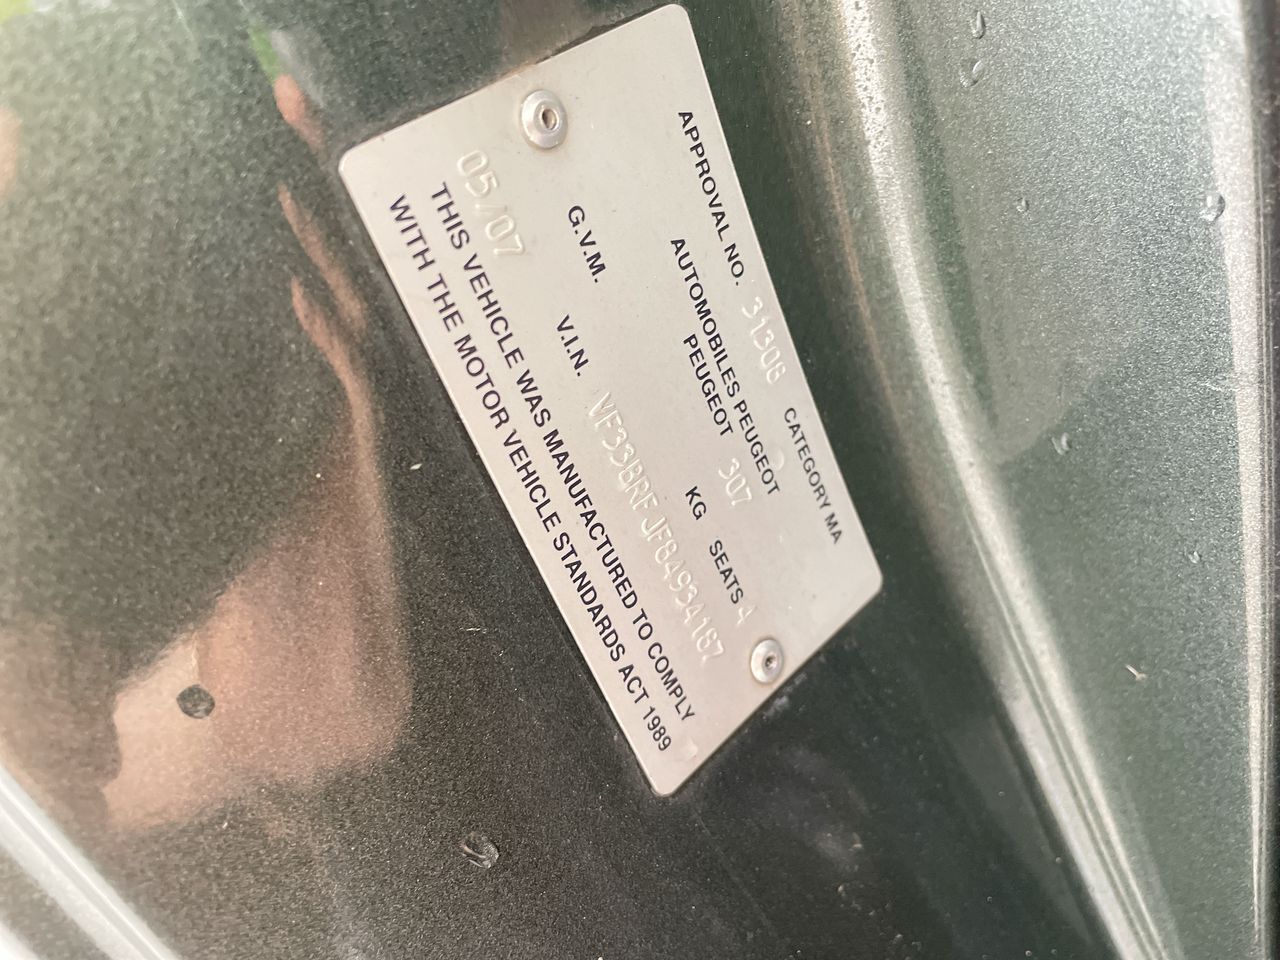 APPROVAL NO. 31308 CATEGORY MA
AUTOMOBILES PEUGEOT
PEUGEOT 307
G.V.M. KG SEATS 4
V.I.N. VF33BRFJF84934187
05/07
THIS VEHICLE WAS MANUFACTURED TO COMPLY
WITH THE MOTOR VEHICLE STANDARDS ACT 1989